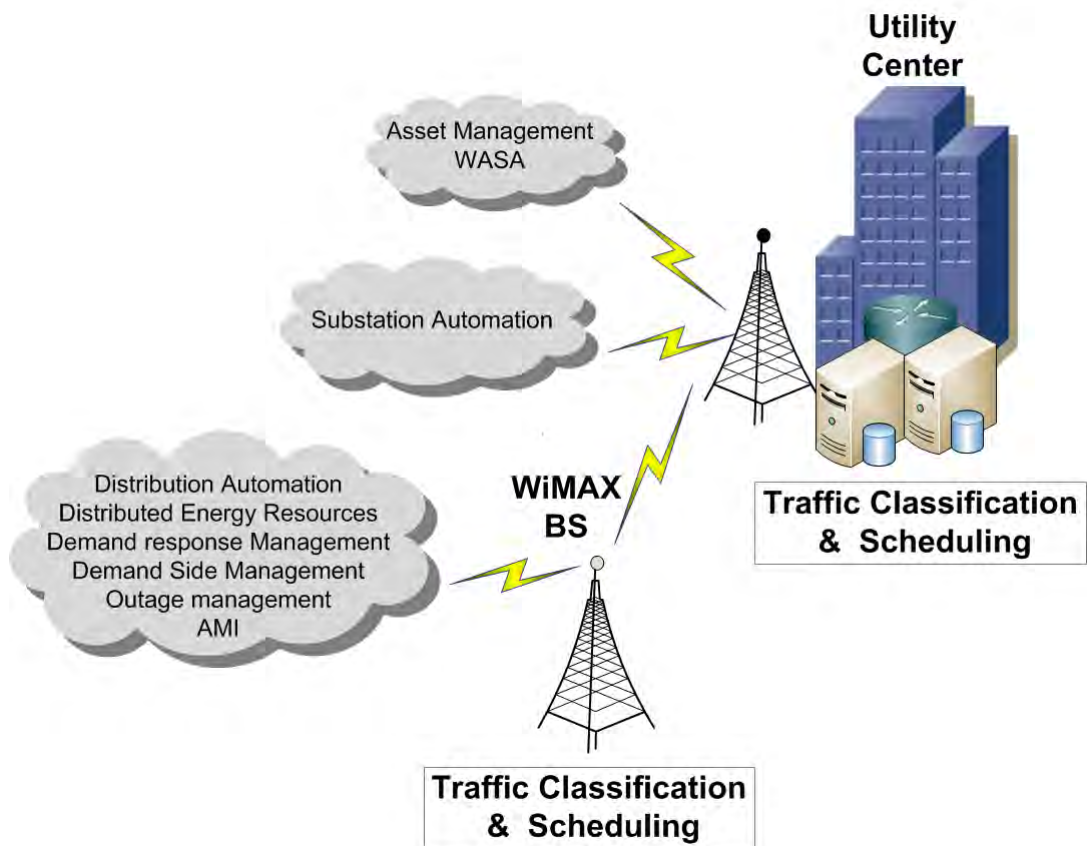 Utility
Center
Asset Management
WASA
Substation Automation
Distribution Automation
Distributed Energy Resources
Demand response Management
Demand Side Management
Outage management
AMI
WiMAX
BS
Traffic Classification
& Scheduling
Traffic Classification
& Scheduling